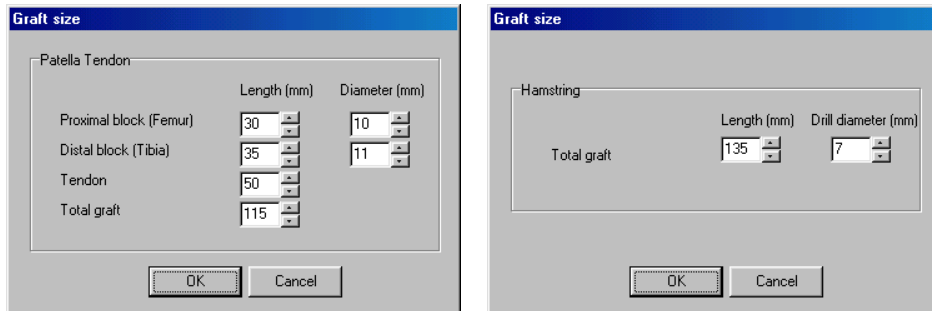 Graft size
Patella Tendon
Length (mm) Diameter (mm)
Proximal block (Femur) 30 10
Distal block (Tibia) 35 11
Tendon 50
Total graft 115
OK Cancel
Graft size
Hamstring
Length (mm) Drill diameter (mm)
Total graft 135 7
OK Cancel